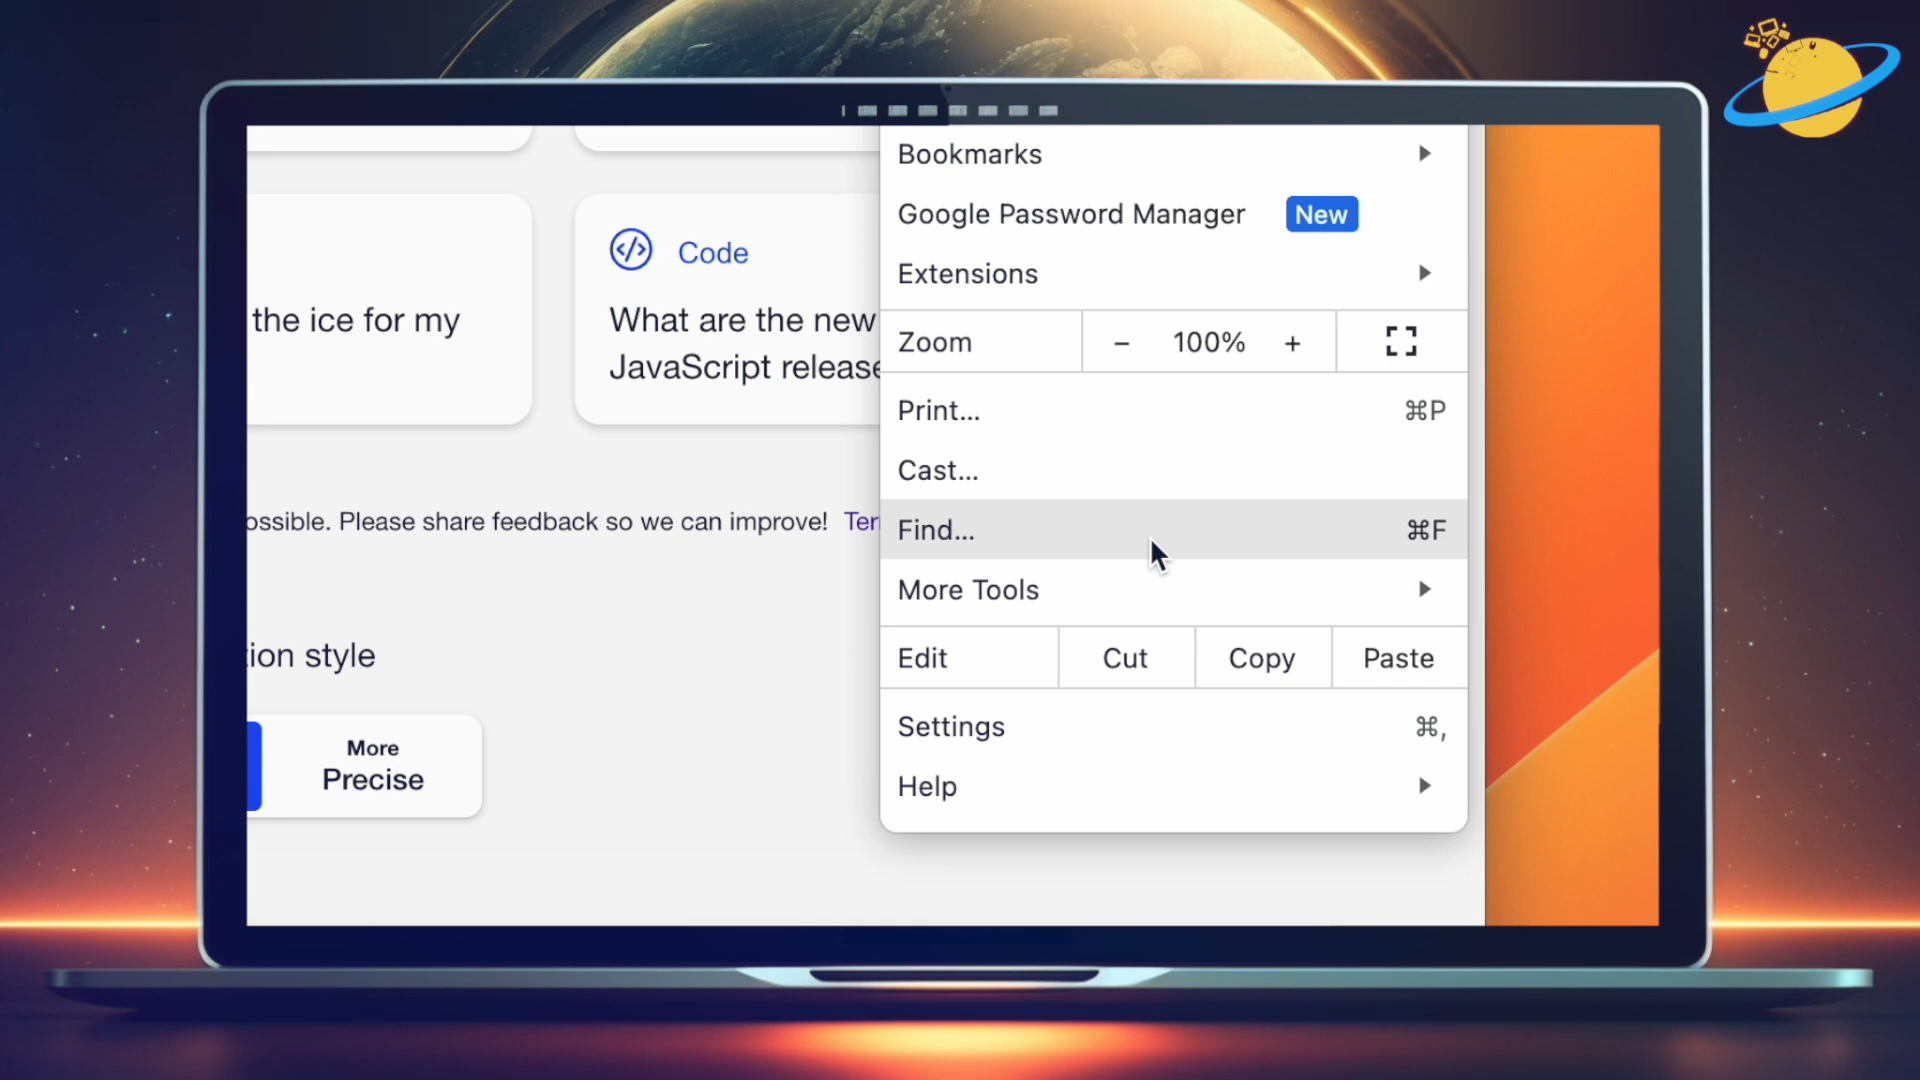 Bookmarks
Google Password Manager New
Extensions
Code
the ice for my
What are the new
JavaScript release
Zoom − 100% +
Print... ⌘P
Cast...
Find... ⌘F
ossible. Please share feedback so we can improve! Ter
More Tools
tion style
Edit Cut Copy Paste
More
Precise
Settings ⌘,
Help